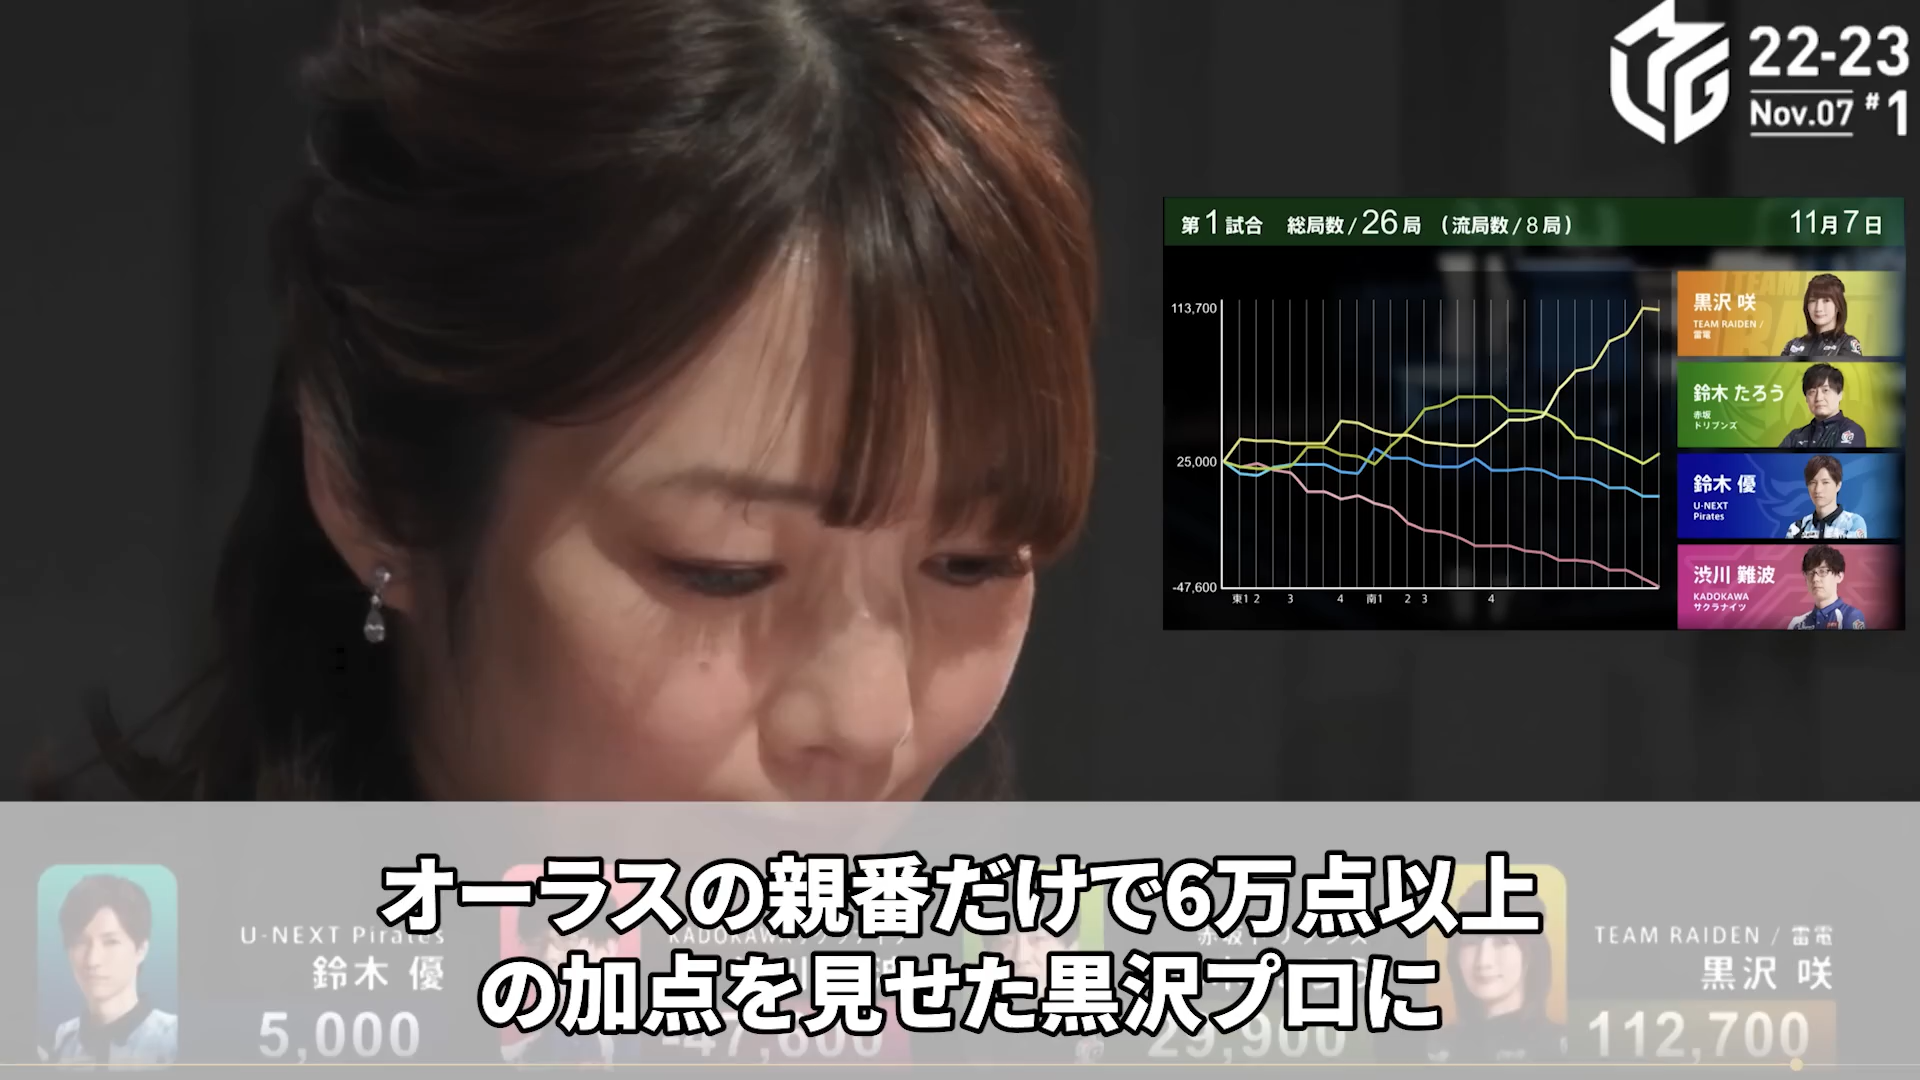 22-23
Nov.07 #1
第1試合 総局数/26局 (流局数/8局) 11月7日
113,700
25,000
-47,600
東1 2 3 4 南1 2 3 4
黒沢 咲
TEAM RAIDEN /
雷電
鈴木 たろう
赤坂
ドリブンズ
鈴木 優
U-NEXT
Pirates
渋川 難波
KADOKAWA
サクラナイツ
オーラスの親番だけで6万点以上
の加点を見せた黒沢プロに
U-NEXT Pirates
鈴木 優
5,000
-47,600
29,900
TEAM RAIDEN / 雷電
黒沢 咲
112,700